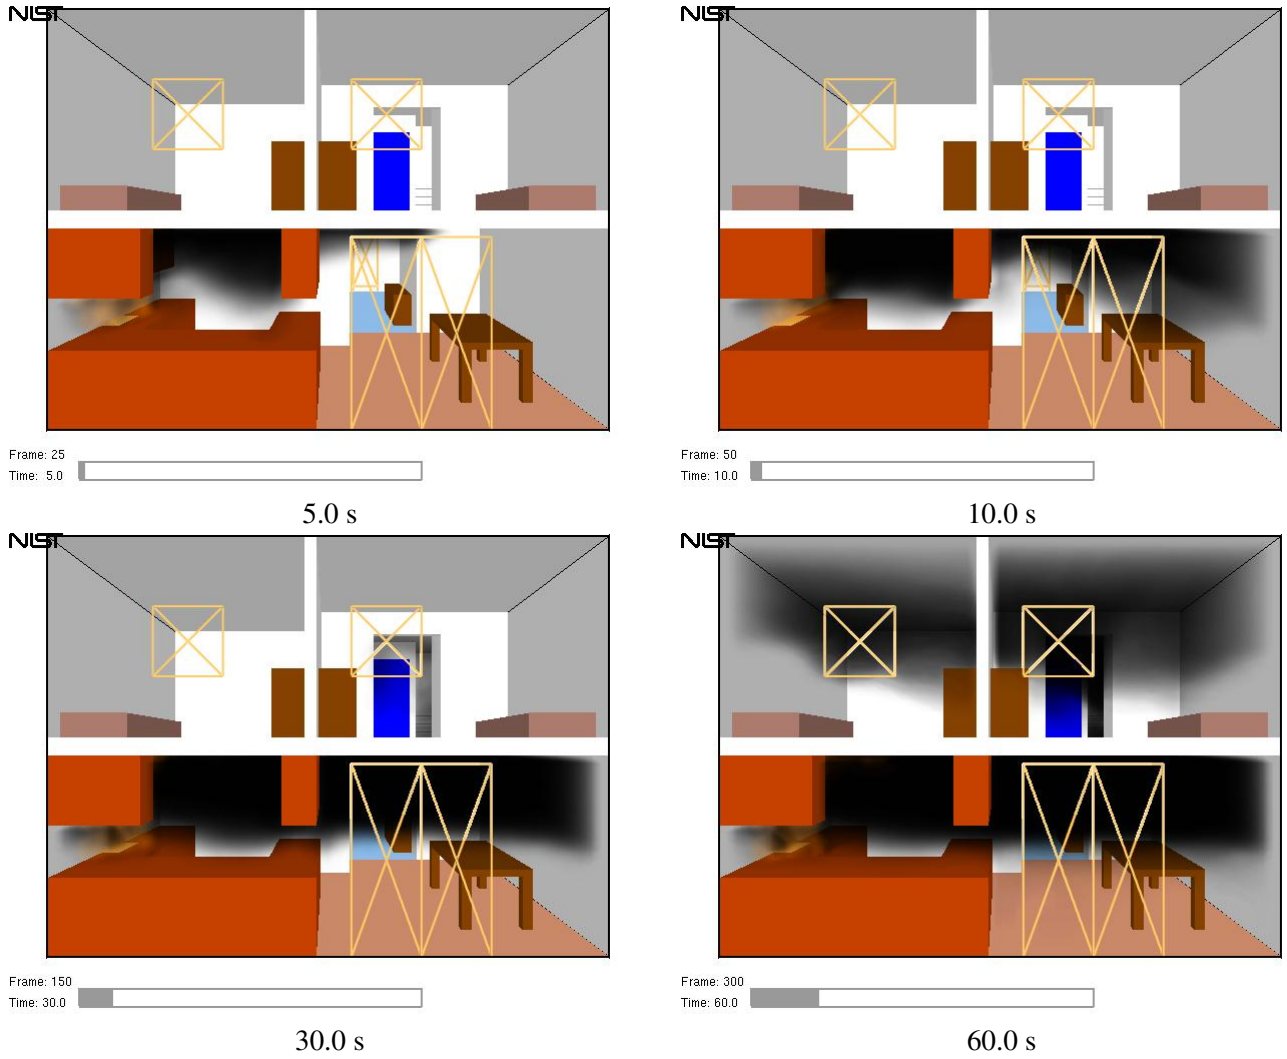 NIST
NIST
Frame: 25
Time: 5.0
Frame: 50
Time: 10.0
5.0 s
10.0 s
NIST
NIST
Frame: 150
Time: 30.0
Frame: 300
Time: 60.0
30.0 s
60.0 s